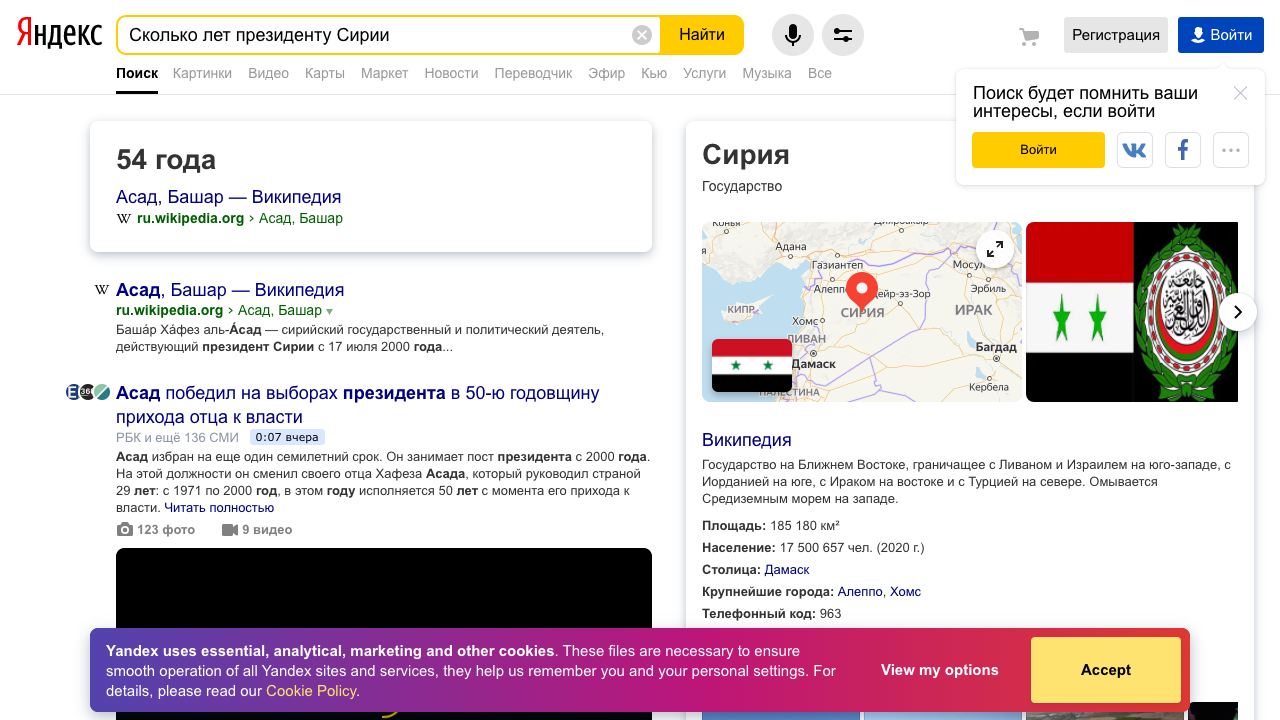 Яндекс
Сколько лет президенту Сирии
Найти
Регистрация
Войти
Поиск Картинки Видео Карты Маркет Новости Переводчик Эфир Кью Услуги Музыка Все
Поиск будет помнить ваши
интересы, если войти
Войти
54 года
Асад, Башар — Википедия
ru.wikipedia.org › Асад, Башар
Асад, Башар — Википедия
ru.wikipedia.org › Асад, Башар
Баша́р Ха́фез аль-А́сад — сирийский государственный и политический деятель,
действующий президент Сирии с 17 июля 2000 года...
Асад победил на выборах президента в 50-ю годовщину
прихода отца к власти
РБК и ещё 136 СМИ 0:07 вчера
Асад избран на еще один семилетний срок. Он занимает пост президента с 2000 года.
На этой должности он сменил своего отца Хафеза Асада, который руководил страной
29 лет: с 1971 по 2000 год, в этом году исполняется 50 лет с момента его прихода к
власти. Читать полностью
123 фото 9 видео
Сирия
Государство
Конья
Диярбакыр
Адана
Газиантеп
Мосул
Алеппо
Дейр-эз-Зор
Эрбиль
КИПР
СИРИЯ
ИРАК
Хомс
ЛИВАН
Багдад
Дамаск
Кербела
ПАЛЕСТИНА
Википедия
Государство на Ближнем Востоке, граничащее с Ливаном и Израилем на юго-западе, с
Иорданией на юге, с Ираком на востоке и с Турцией на севере. Омывается
Средиземным морем на западе.
Площадь: 185 180 км²
Население: 17 500 657 чел. (2020 г.)
Столица: Дамаск
Крупнейшие города: Алеппо, Хомс
Телефонный код: 963
Yandex uses essential, analytical, marketing and other cookies. These files are necessary to ensure
smooth operation of all Yandex sites and services, they help us remember you and your personal settings. For
details, please read our Cookie Policy.
View my options
Accept